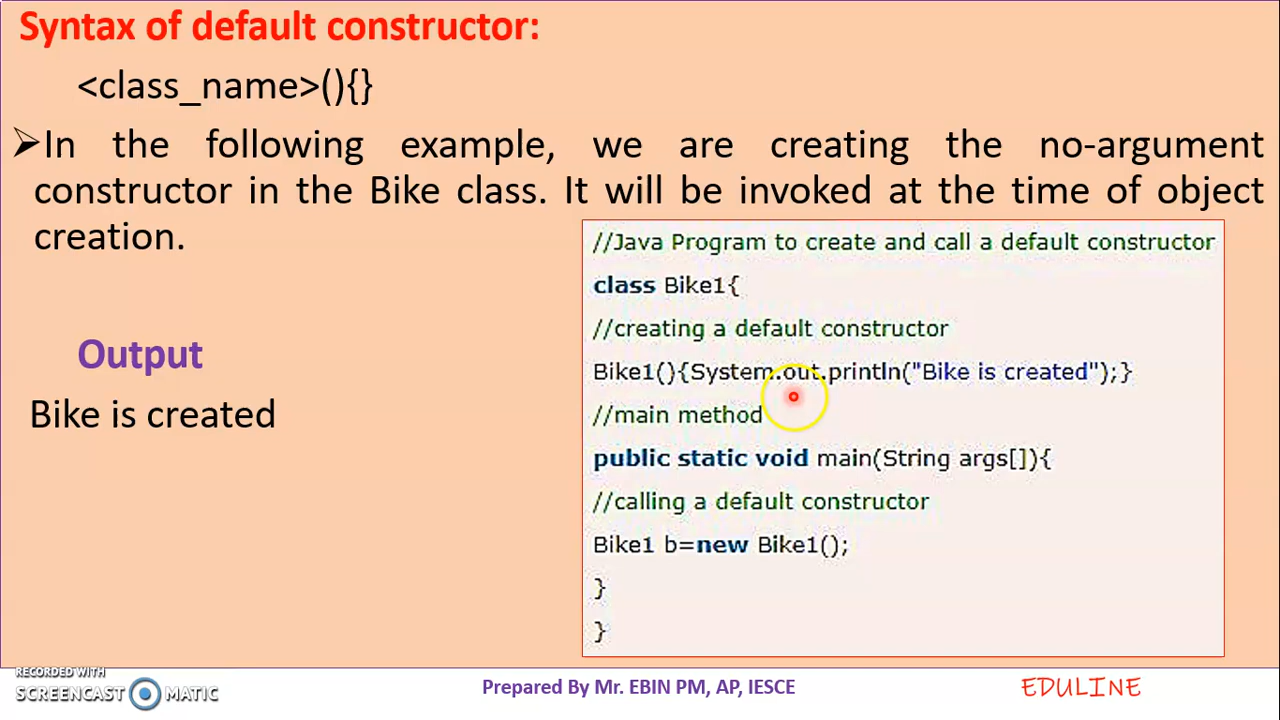 Syntax of default constructor:
<class_name>(){}
➢In the following example, we are creating the no-argument
constructor in the Bike class. It will be invoked at the time of object
creation.
Output
Bike is created
//Java Program to create and call a default constructor
class Bike1{
//creating a default constructor
Bike1(){System.out.println("Bike is created");}
//main method
public static void main(String args[]){
//calling a default constructor
Bike1 b=new Bike1();
}
}
RECORDED WITH
SCREENCAST MATIC
Prepared By Mr. EBIN PM, AP, IESCE
EDULINE